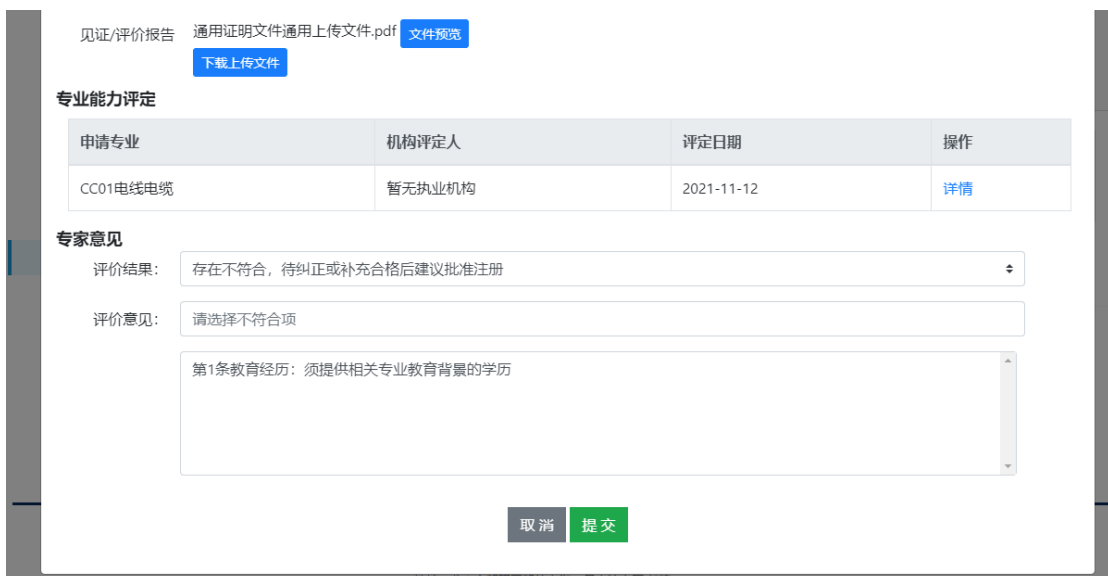 见证/评价报告 通用证明文件通用上传文件.pdf 文件预览
下载上传文件
专业能力评定
申请专业 机构评定人 评定日期 操作
CC01电线电缆 暂无执业机构 2021-11-12 详情
专家意见
评价结果： 存在不符合，待纠正或补充合格后建议批准注册
评价意见： 请选择不符合项
第1条教育经历：须提供相关专业教育背景的学历
取消 提交